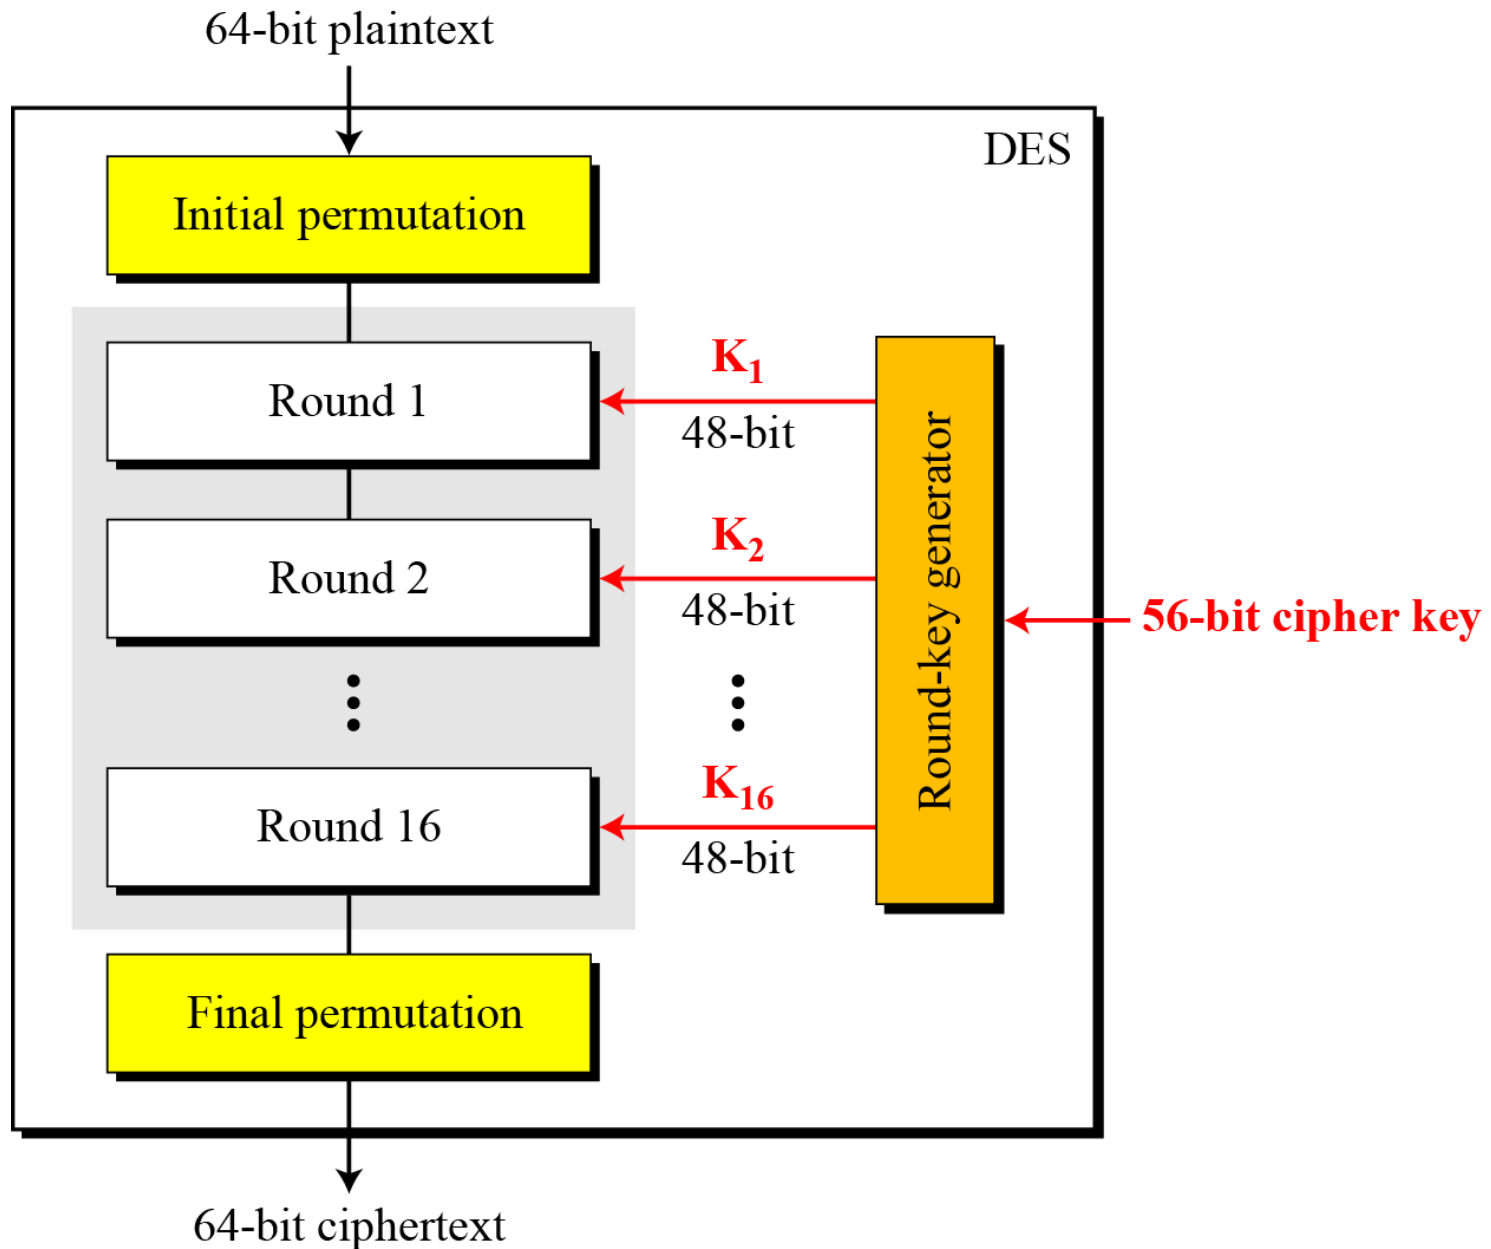 64-bit plaintext
DES
Initial permutation
K1
Round 1
48-bit
K2
Round 2
48-bit
Round-key generator
56-bit cipher key
K16
Round 16
48-bit
Final permutation
64-bit ciphertext